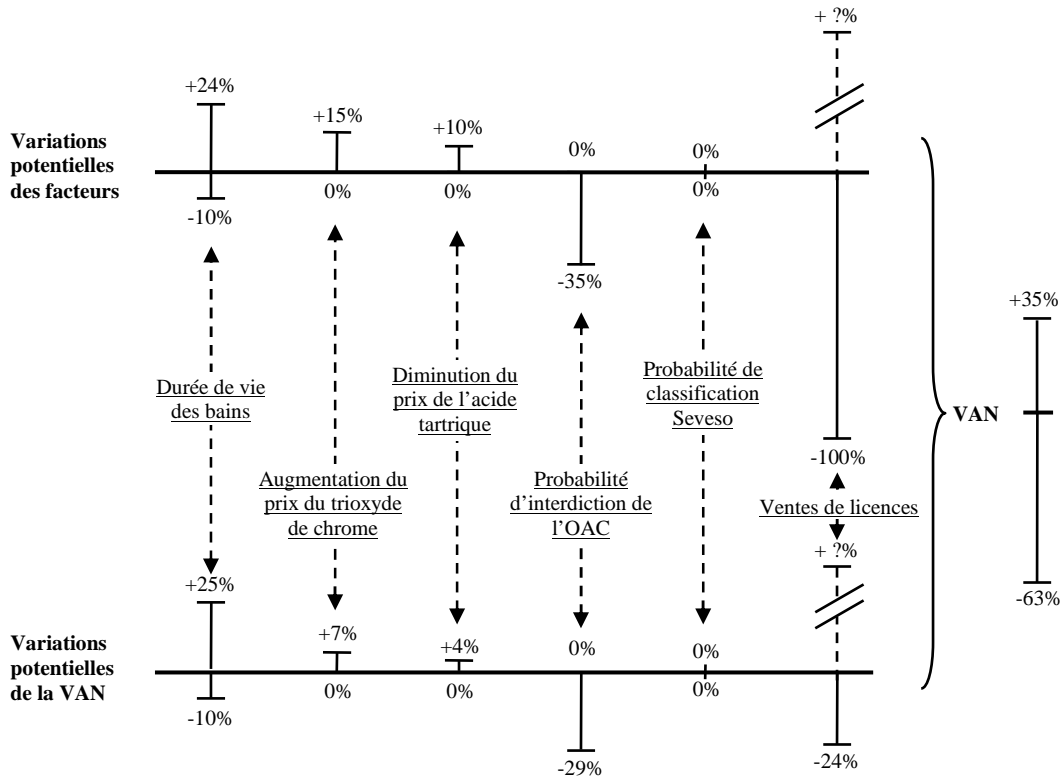 + ?%
+24%
+15%
+10%
0%
0%
Variations
potentielles
des facteurs
-10%
0%
0%
0%
-35%
+35%
Durée de vie
des bains
Diminution du
prix de l'acide
tartrique
Probabilité de
classification
Seveso
VAN
-100%
Augmentation du
prix du trioxyde
de chrome
Probabilité
d'interdiction de
l'OAC
Ventes de licences
+ ?%
+25%
-63%
+7%
+4%
0%
0%
Variations
potentielles
de la VAN
0%
0%
0%
-10%
-29%
-24%